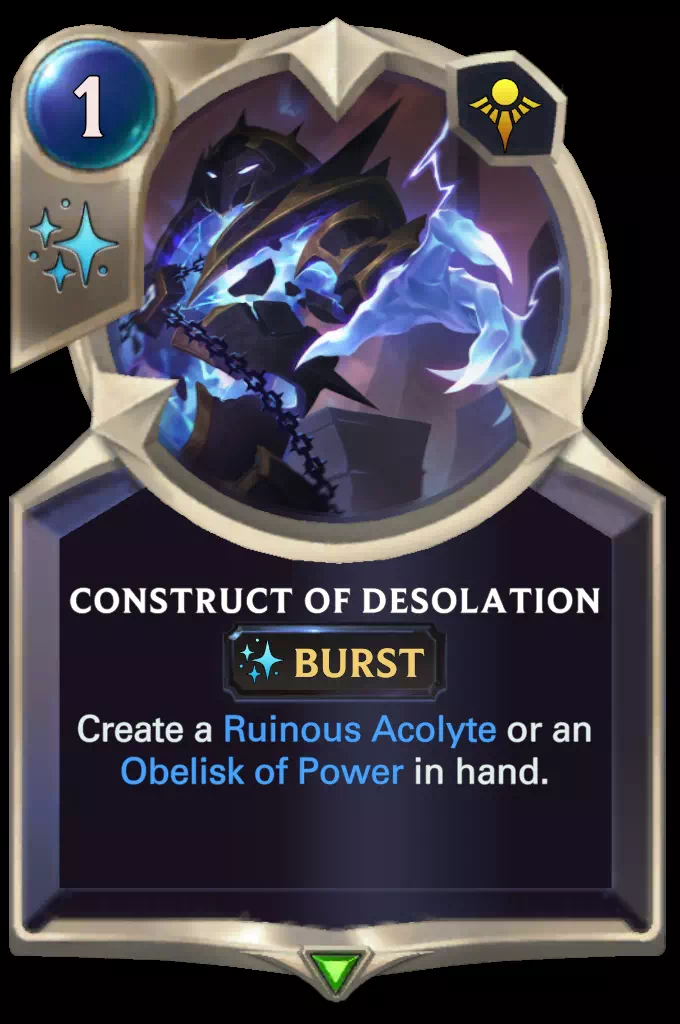 1
CONSTRUCT OF DESOLATION
BURST
Create a Ruinous Acolyte or an
Obelisk of Power in hand.